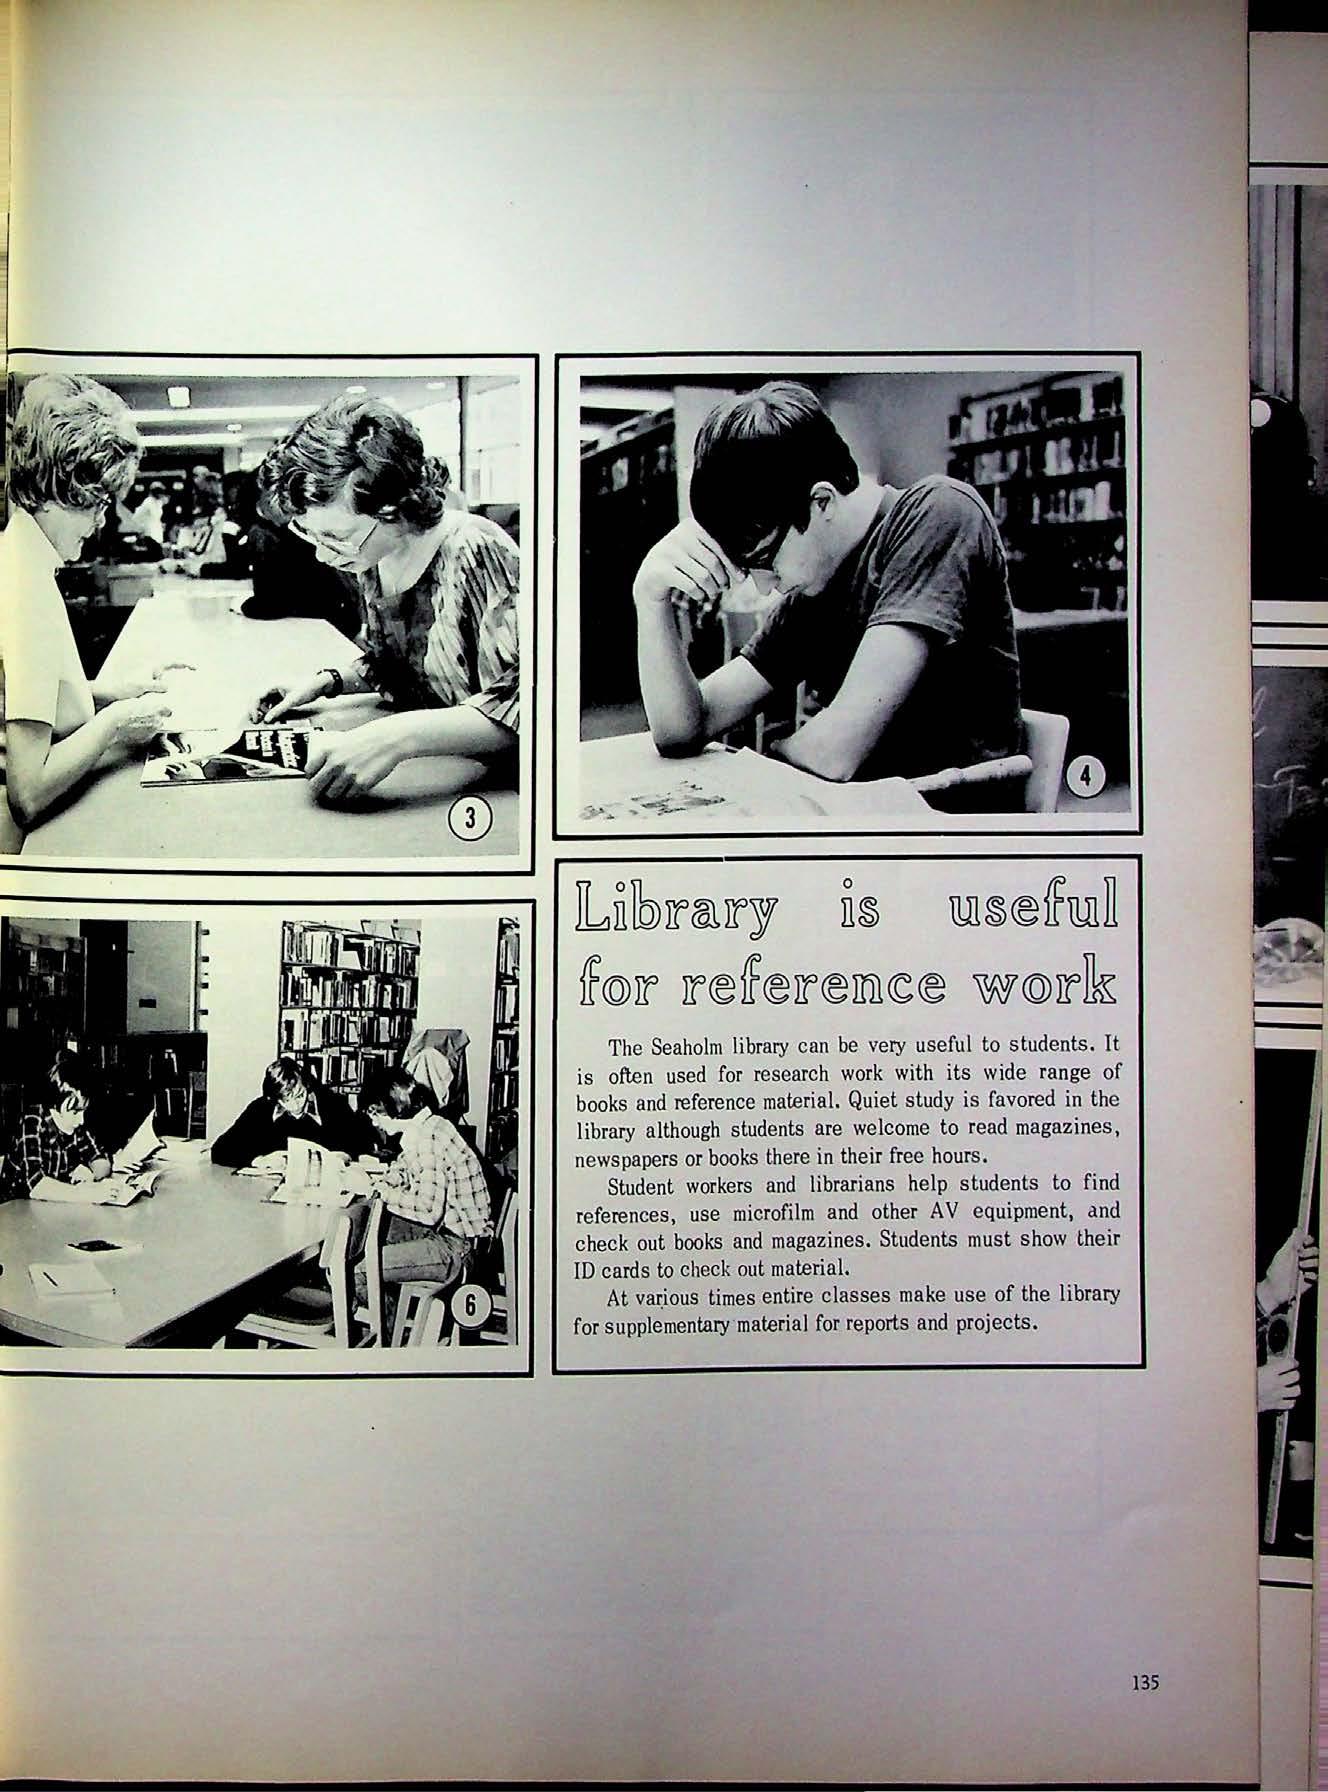 3
4
6
Library is useful
for reference work
The Seaholm library can be very useful to students. It
is often used for research work with its wide range of
books and reference material. Quiet study is favored in the
library although students are welcome to read magazines,
newspapers or books there in their free hours.
Student workers and librarians help students to find
references, use microfilm and other AV equipment, and
check out books and magazines. Students must show their
ID cards to check out material.
At various times entire classes make use of the library
for supplementary material for reports and projects.
135